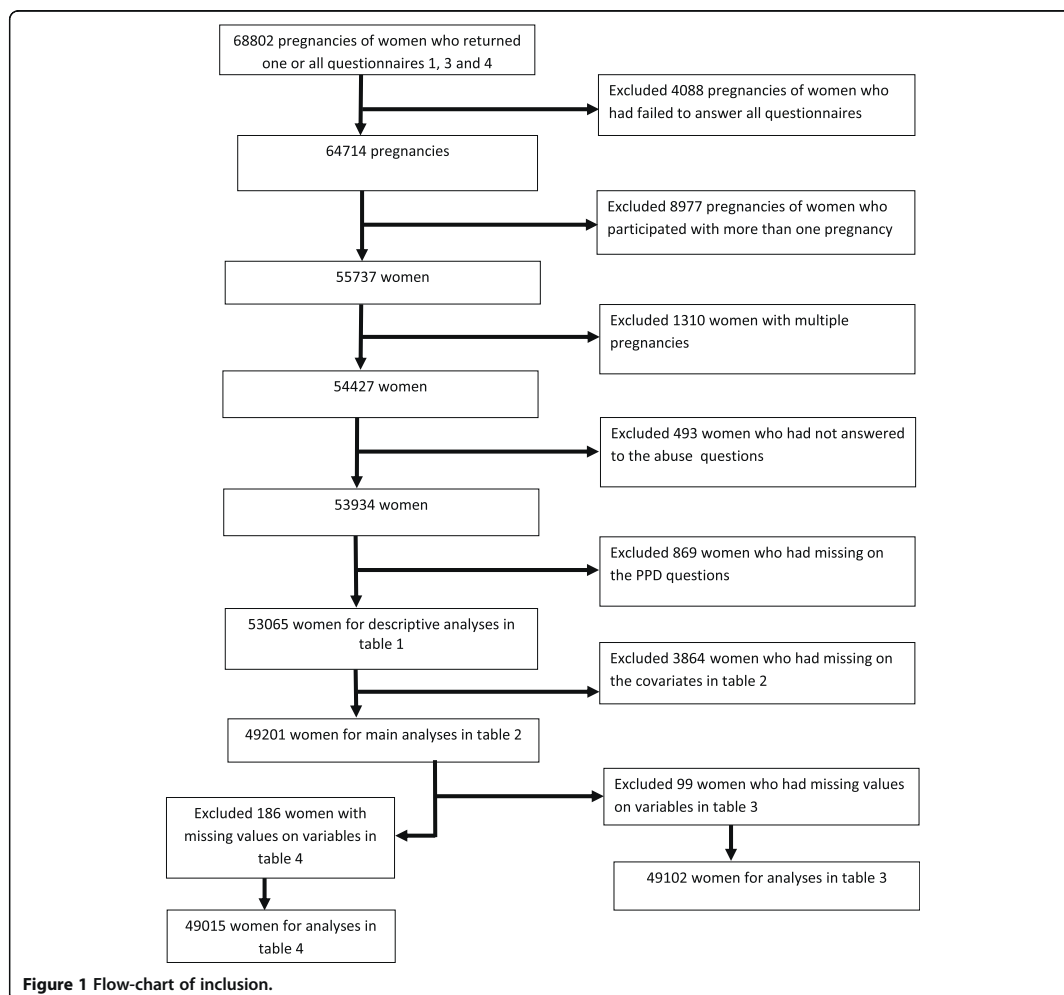 68802 pregnancies of women who returned
one or all questionnaires 1, 3 and 4
Excluded 4088 pregnancies of women who
had failed to answer all questionnaires
64714 pregnancies
Excluded 8977 pregnancies of women who
participated with more than one pregnancy
55737 women
Excluded 1310 women with multiple
pregnancies
54427 women
Excluded 493 women who had not answered
to the abuse questions
53934 women
Excluded 869 women who had missing on
the PPD questions
53065 women for descriptive analyses in
table 1
Excluded 3864 women who had missing on
the covariates in table 2
49201 women for main analyses in table 2
Excluded 99 women who had missing values
on variables in table 3
Excluded 186 women with
missing values on variables in
table 4
49102 women for analyses in table 3
49015 women for analyses in
table 4
Figure 1 Flow-chart of inclusion.